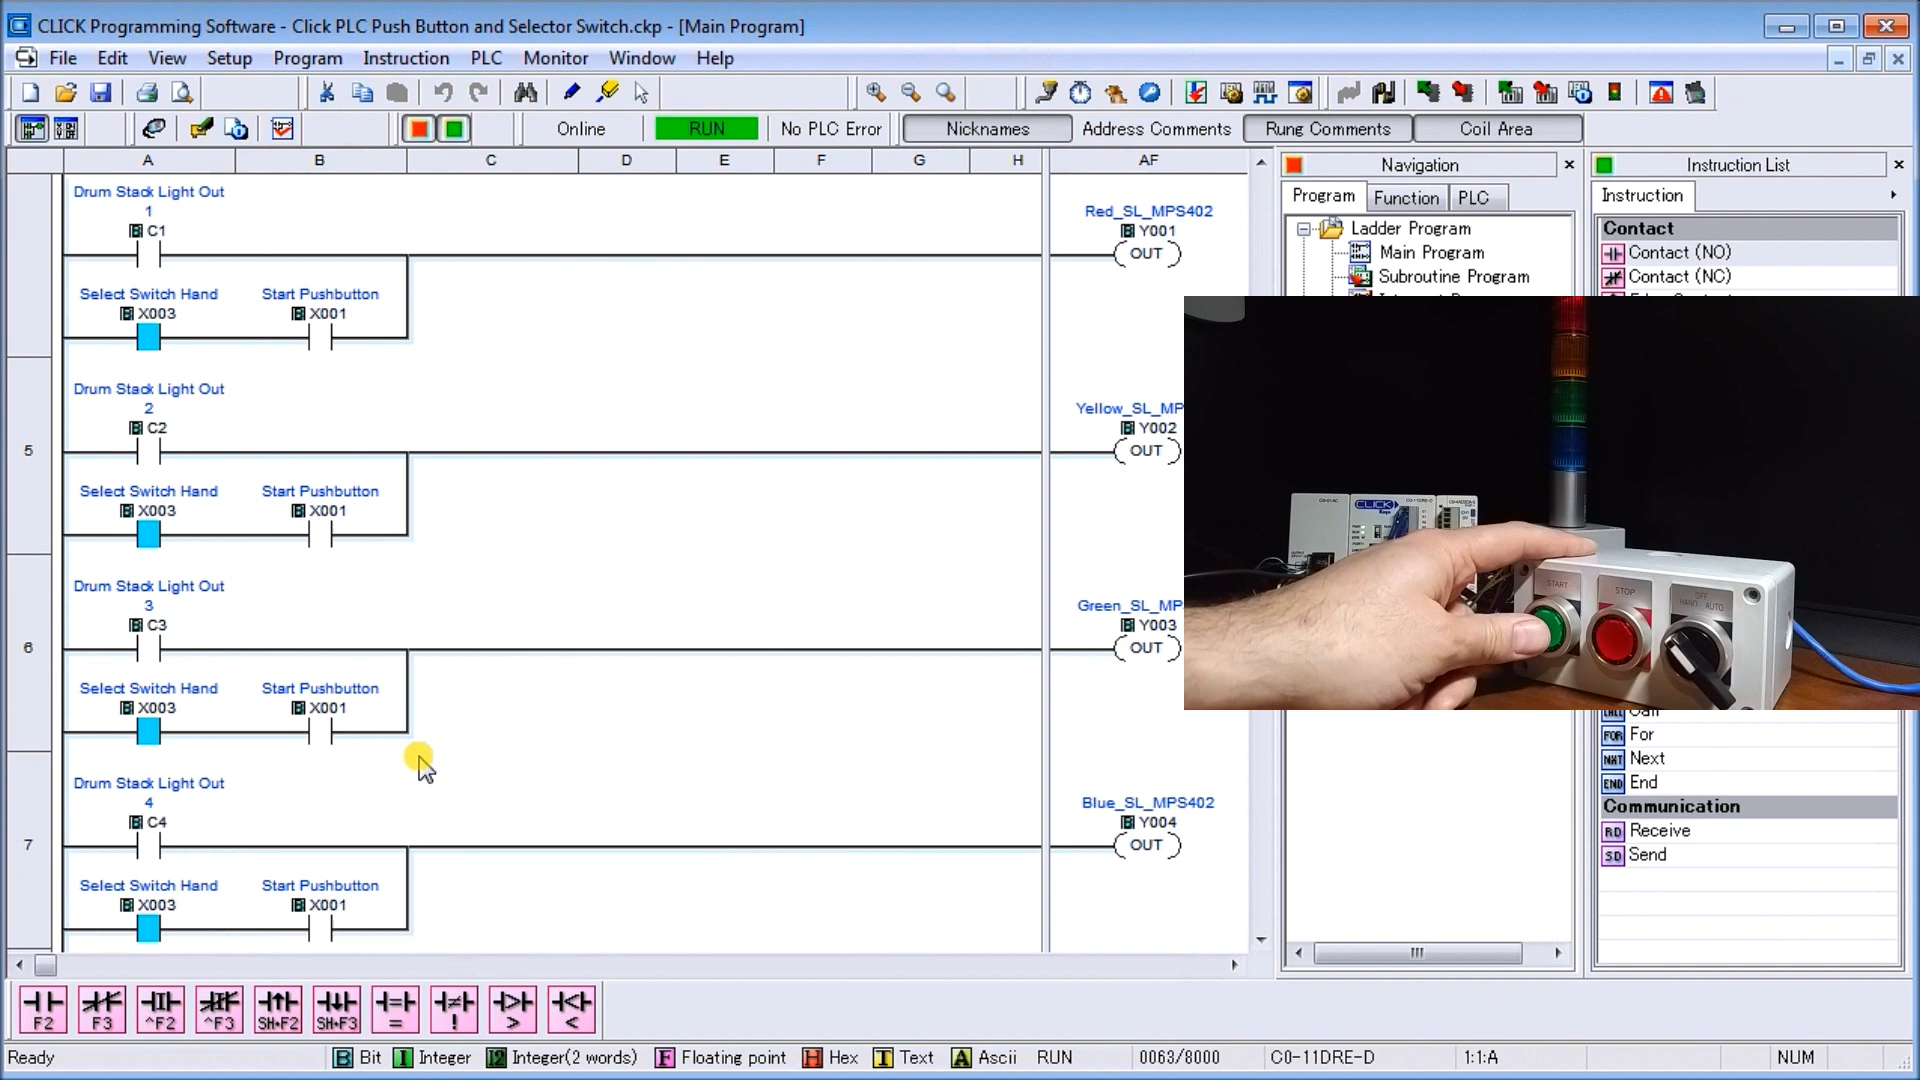 CLICK Programming Software - Click PLC Push Button and Selector Switch.ckp - [Main Program]
File Edit View Setup Program Instruction PLC Monitor Window Help
Online RUN No PLC Error Nicknames Address Comments Rung Comments Coil Area
A B C D E F G H AF
Drum Stack Light Out
1
C1
Red_SL_MPS402
Y001
OUT
Select Switch Hand Start Pushbutton
X003 X001
Drum Stack Light Out
2
C2
Yellow_SL_MP
Y002
5
OUT
Select Switch Hand Start Pushbutton
X003 X001
Drum Stack Light Out
3
C3
Green_SL_MP
Y003
6
OUT
Select Switch Hand Start Pushbutton
X003 X001
Drum Stack Light Out
4
C4
Blue_SL_MPS402
Y004
7
OUT
Select Switch Hand Start Pushbutton
X003 X001
Navigation
Program Function PLC
Ladder Program
Main Program
Subroutine Program
Instruction List
Instruction
Contact
Contact (NO)
Contact (NC)
CLICK
START
STOP
OFF
HAND AUTO
FOR For
NXT Next
END End
Communication
RD Receive
SD Send
F2 F3 ^F2 ^F3 SH+F2 SH+F3 = ! > <
Ready B Bit I Integer I2 Integer(2 words) F Floating point H Hex T Text A Ascii RUN 0063/8000 C0-11DRE-D 1:1:A NUM